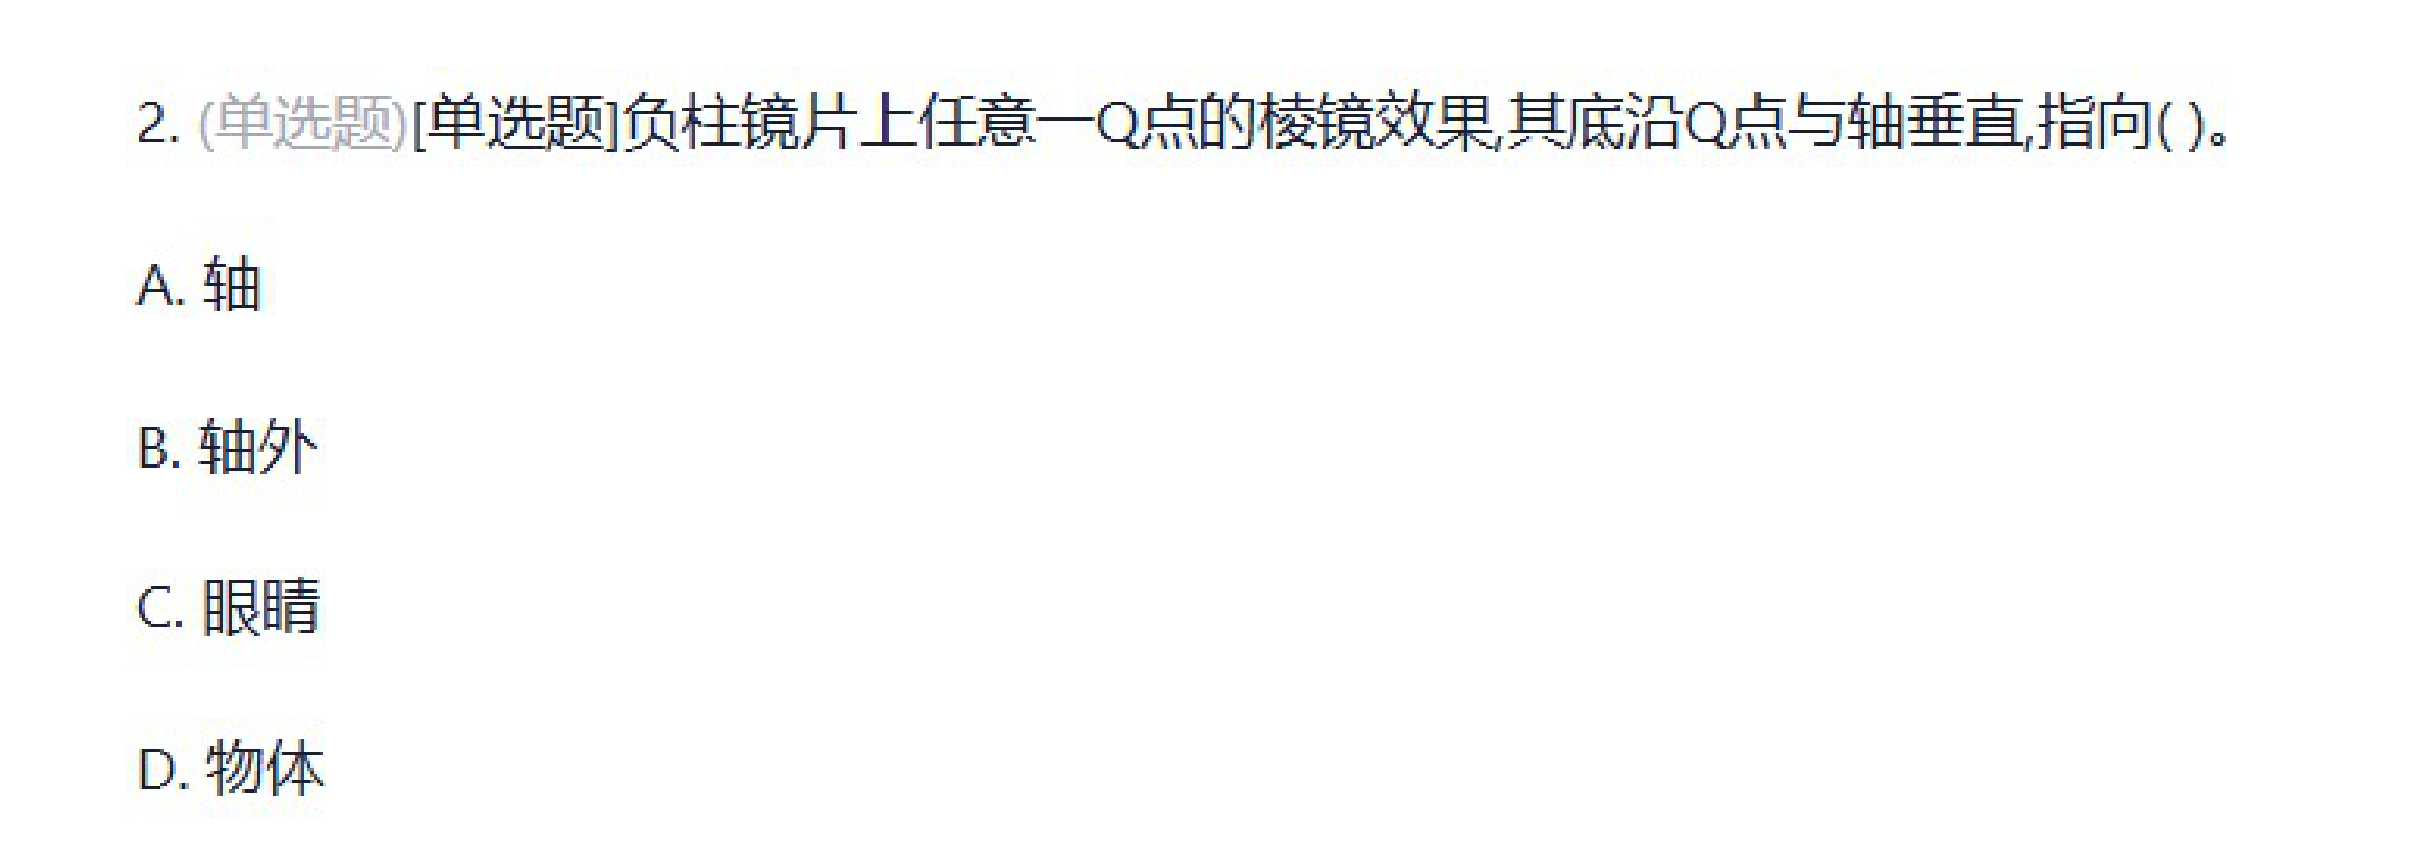 2. (单选题)[单选题]负柱镜片上任意一Q点的棱镜效果,其底沿Q点与轴垂直,指向( )。
A. 轴
B. 轴外
C. 眼睛
D. 物体